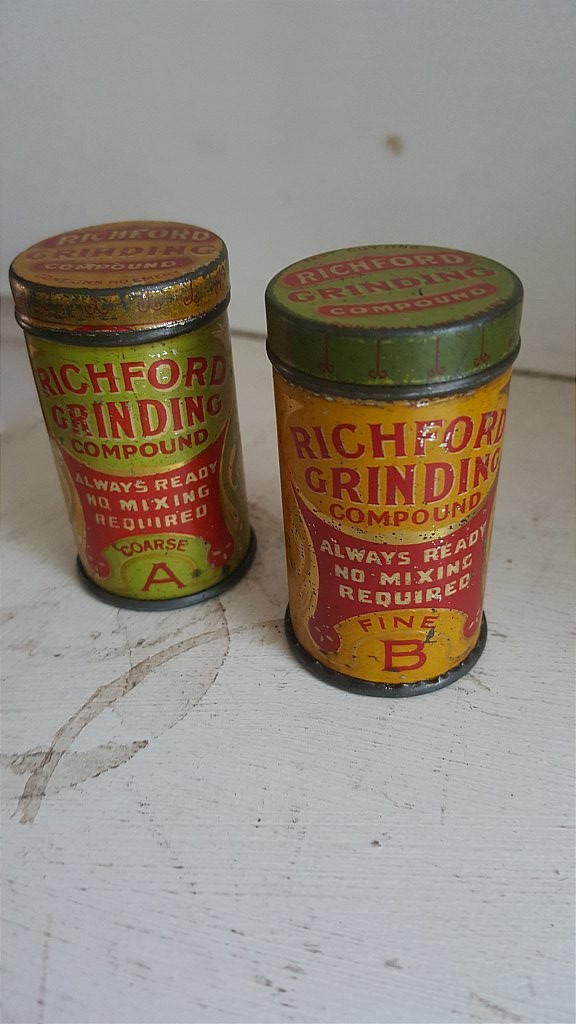 RICHFORD
GRINDING
COMPOUND
RICHFORD
GRINDING
COMPOUND
ALWAYS READY
NO MIXING
REQUIRED
COARSE
A
RICHFORD
GRINDING
COMPOUND
RICHFORD
GRINDING
COMPOUND
ALWAYS READY
NO MIXING
REQUIRED
FINE
B